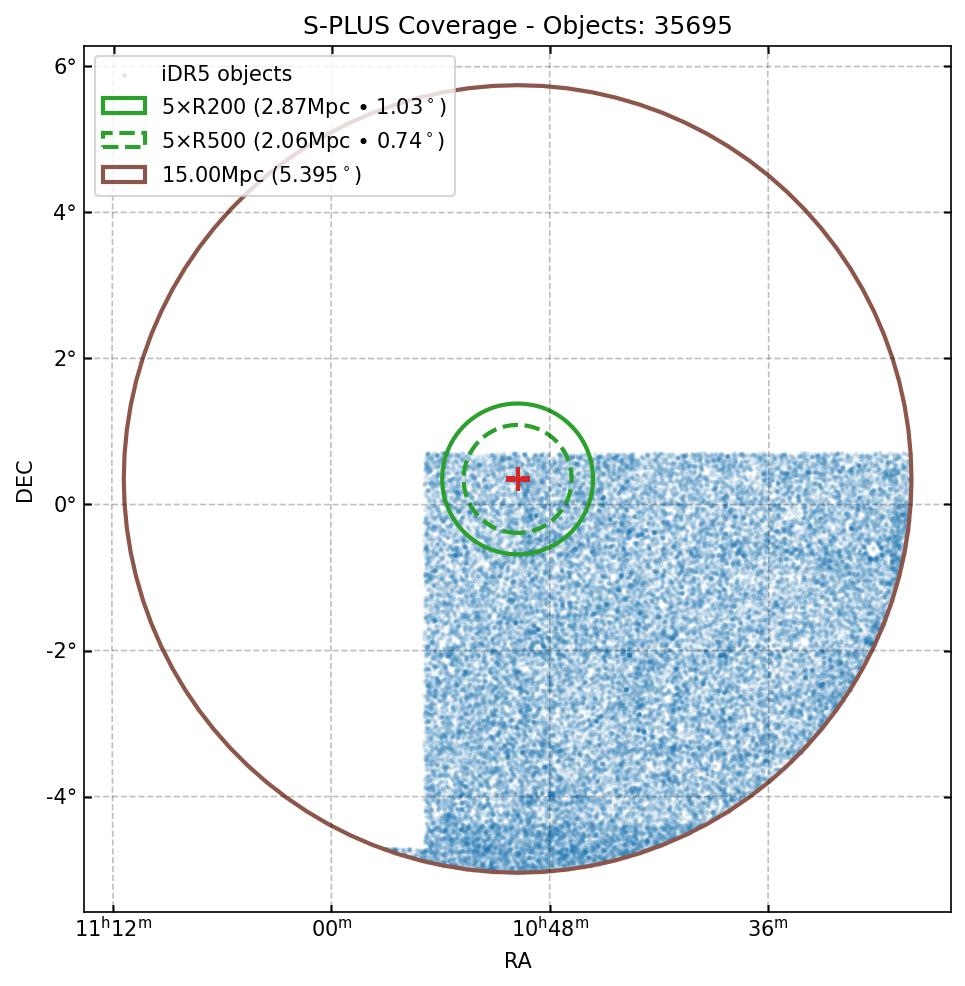 S-PLUS Coverage - Objects: 35695
iDR5 objects
5×R200 (2.87Mpc • 1.03°)
5×R500 (2.06Mpc • 0.74°)
15.00Mpc (5.395°)
6°
4°
2°
0°
-2°
-4°
DEC
11ʰ12ᵐ 00ᵐ 10ʰ48ᵐ 36ᵐ
RA